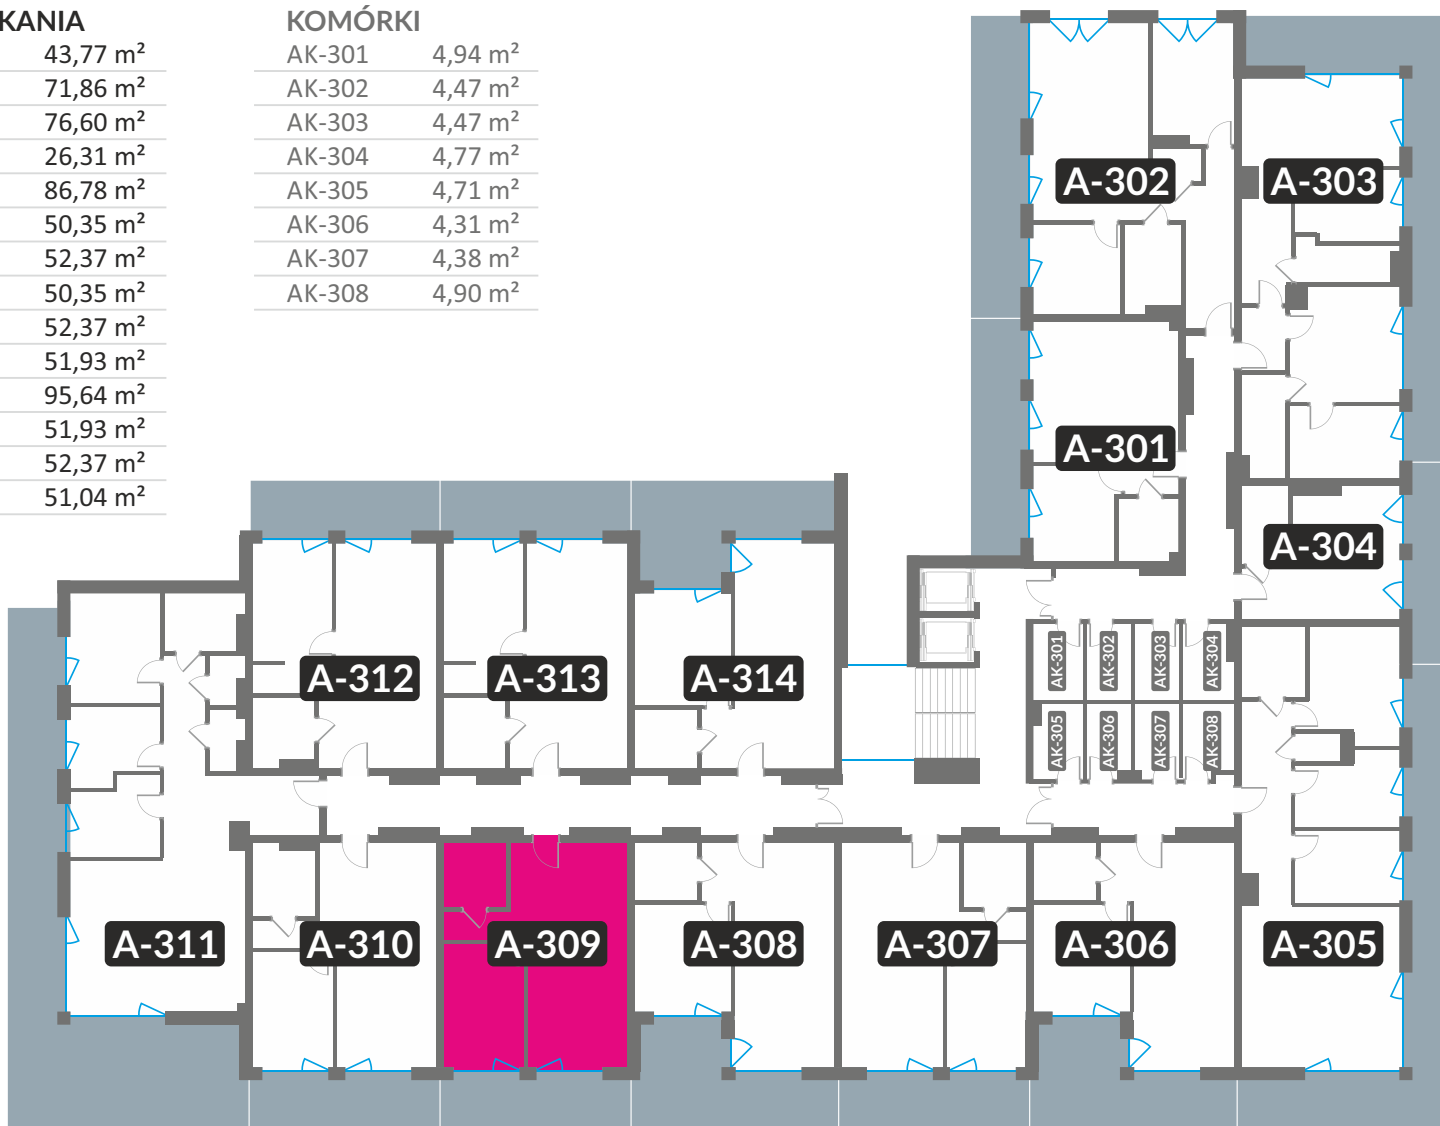 KANIA
43,77 m²
71,86 m²
76,60 m²
26,31 m²
86,78 m²
50,35 m²
52,37 m²
50,35 m²
52,37 m²
51,93 m²
95,64 m²
51,93 m²
52,37 m²
51,04 m²
KOMÓRKI
AK-301 4,94 m²
AK-302 4,47 m²
AK-303 4,47 m²
AK-304 4,77 m²
AK-305 4,71 m²
AK-306 4,31 m²
AK-307 4,38 m²
AK-308 4,90 m²
A-302
A-303
A-301
A-304
AK-301
AK-302
AK-303
AK-304
A-312
A-313
A-314
AK-305
AK-306
AK-307
AK-308
A-311
A-310
A-309
A-308
A-307
A-306
A-305